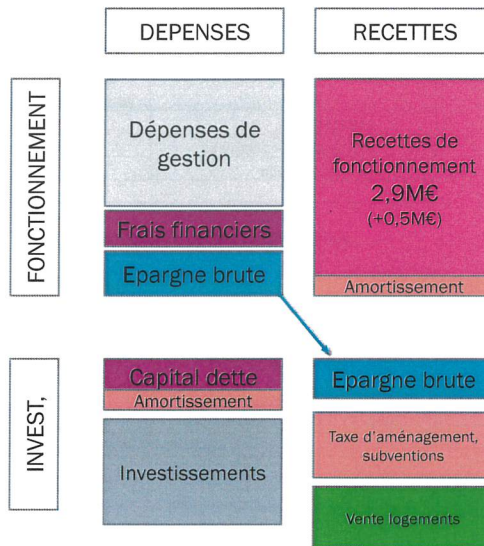 DEPENSES
RECETTES
FONCTIONNEMENT
Dépenses de
gestion
Frais financiers
Epargne brute
Recettes de
fonctionnement
2,9M€
(+0,5M€)
Amortissement
INVEST,
Capital dette
Amortissement
Investissements
Epargne brute
Taxe d'aménagement,
subventions
Vente logements